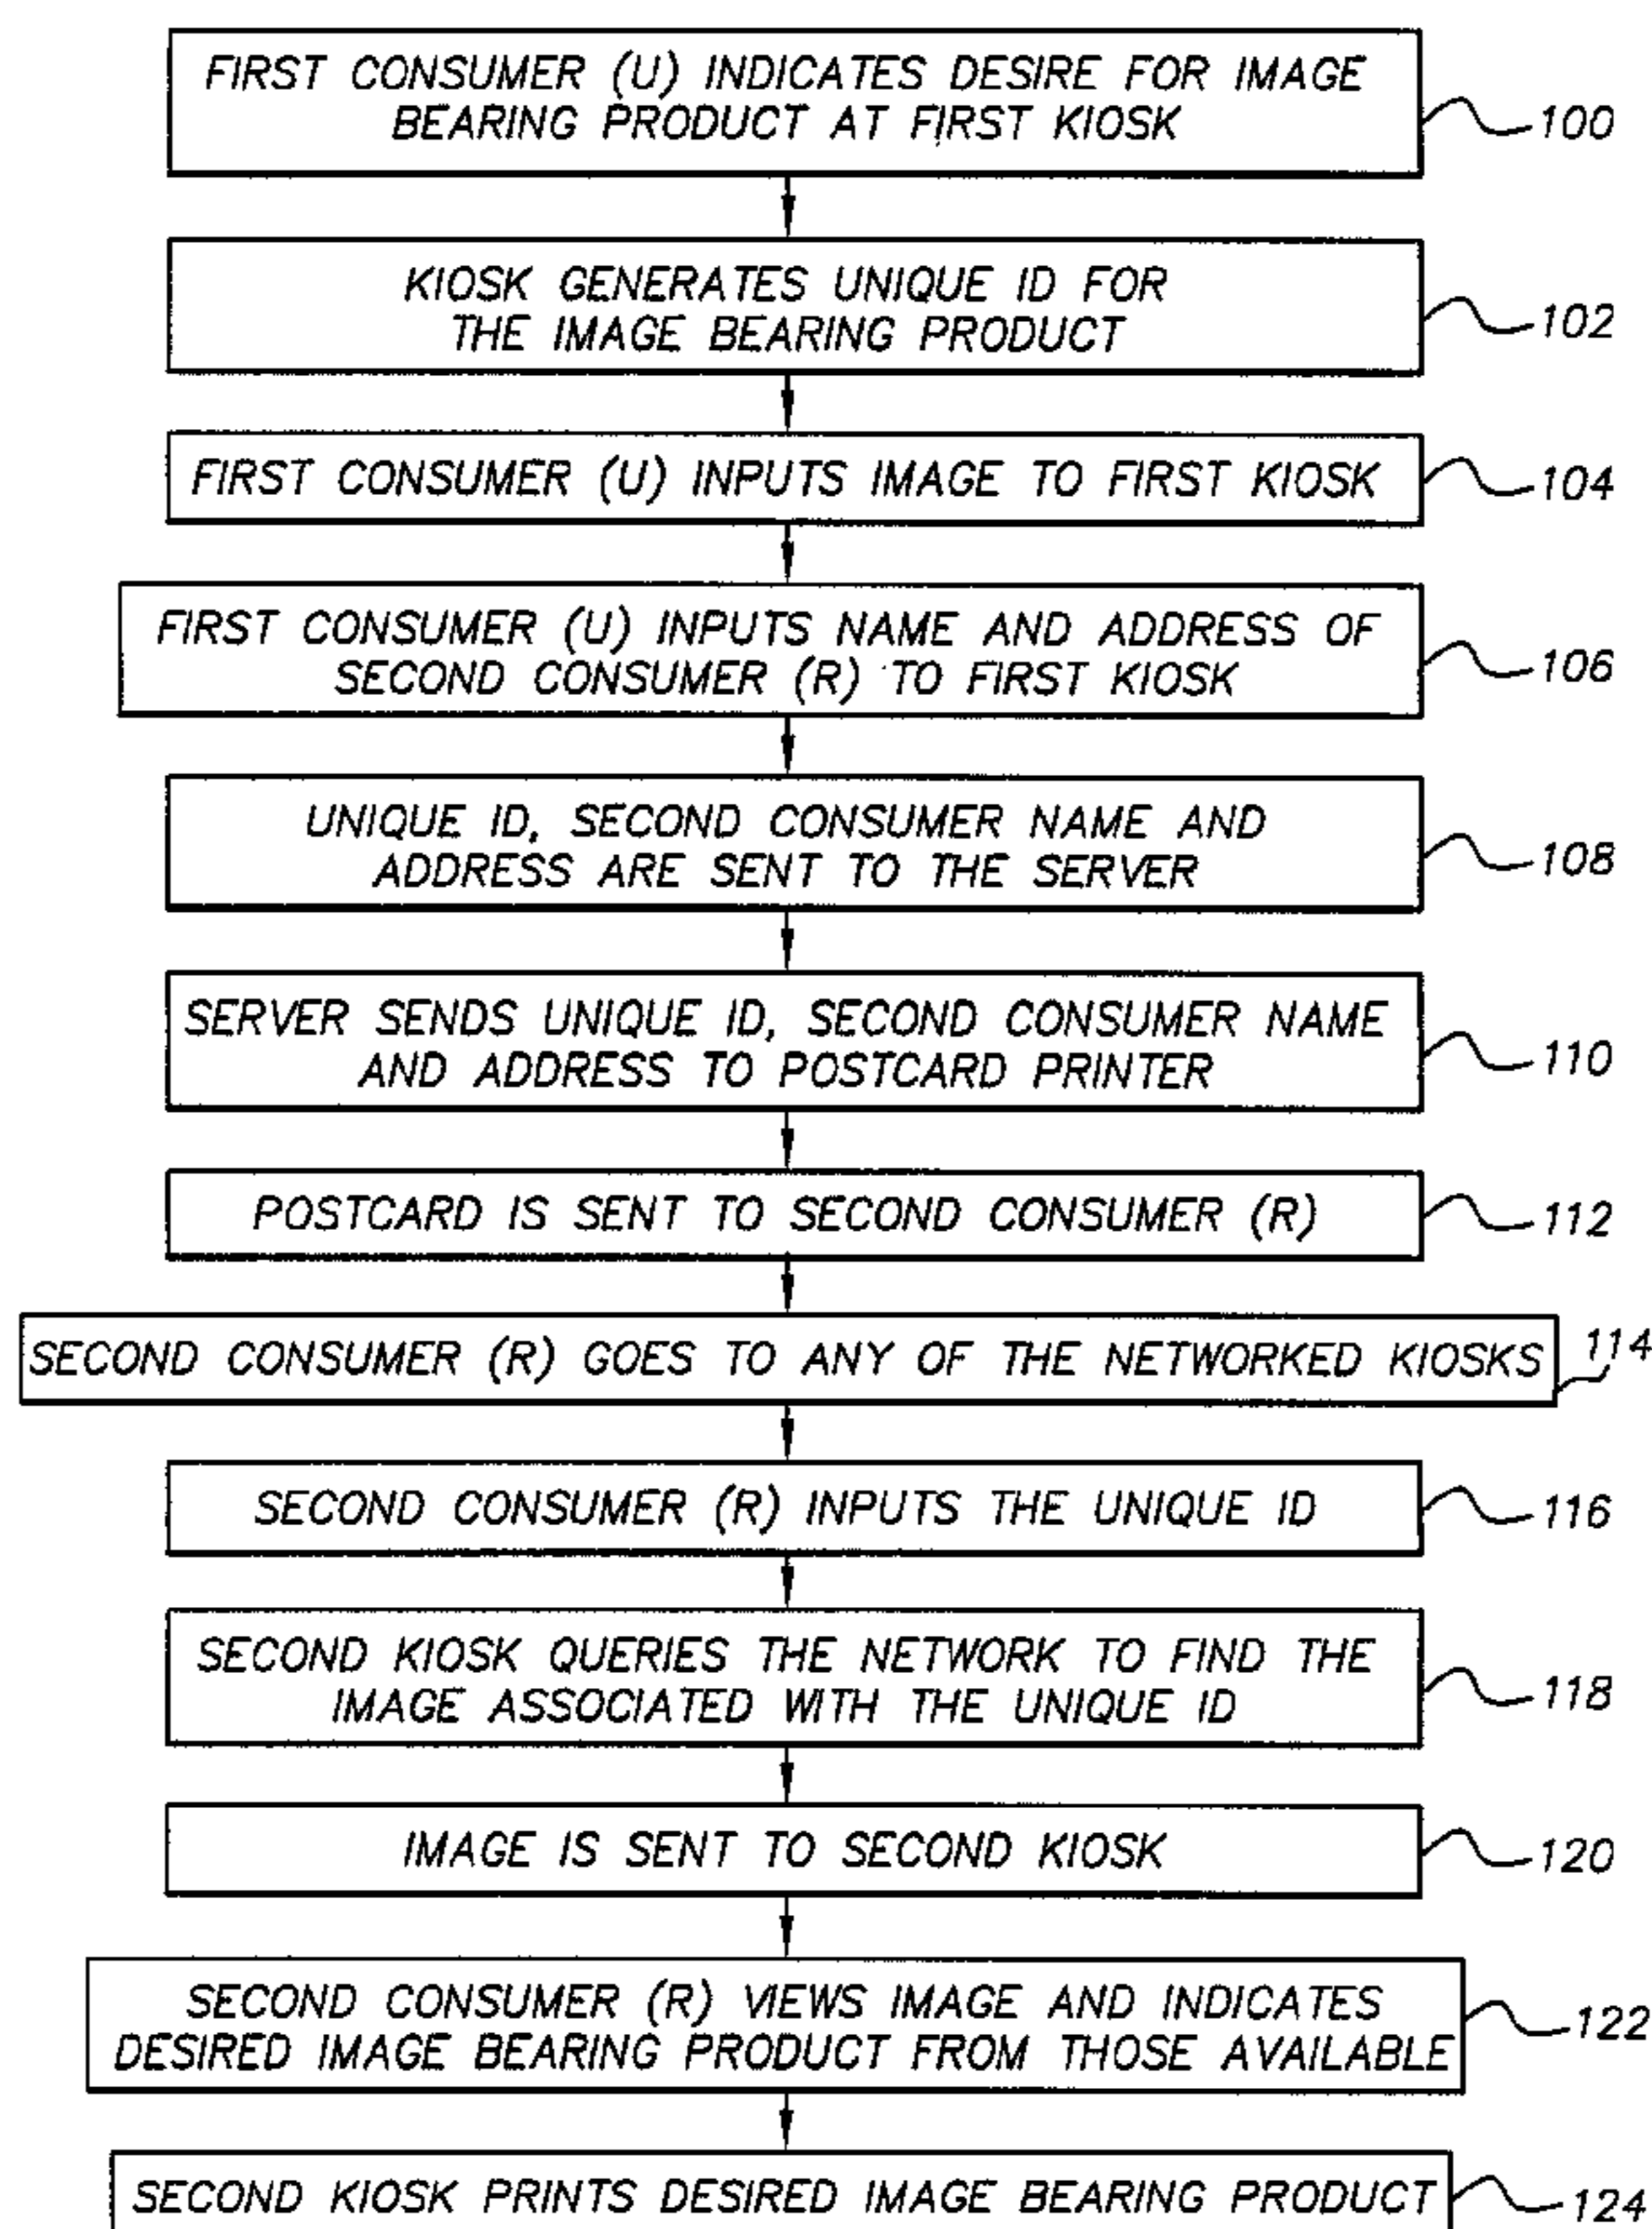 FIRST CONSUMER (U) INDICATES DESIRE FOR IMAGE
BEARING PRODUCT AT FIRST KIOSK
100
KIOSK GENERATES UNIQUE ID FOR
THE IMAGE BEARING PRODUCT
102
FIRST CONSUMER (U) INPUTS IMAGE TO FIRST KIOSK
104
FIRST CONSUMER (U) INPUTS NAME AND ADDRESS OF
SECOND CONSUMER (R) TO FIRST KIOSK
106
UNIQUE ID, SECOND CONSUMER NAME AND
ADDRESS ARE SENT TO THE SERVER
108
SERVER SENDS UNIQUE ID, SECOND CONSUMER NAME
AND ADDRESS TO POSTCARD PRINTER
110
POSTCARD IS SENT TO SECOND CONSUMER (R)
112
SECOND CONSUMER (R) GOES TO ANY OF THE NETWORKED KIOSKS
114
SECOND CONSUMER (R) INPUTS THE UNIQUE ID
116
SECOND KIOSK QUERIES THE NETWORK TO FIND THE
IMAGE ASSOCIATED WITH THE UNIQUE ID
118
IMAGE IS SENT TO SECOND KIOSK
120
SECOND CONSUMER (R) VIEWS IMAGE AND INDICATES
DESIRED IMAGE BEARING PRODUCT FROM THOSE AVAILABLE
122
SECOND KIOSK PRINTS DESIRED IMAGE BEARING PRODUCT
124